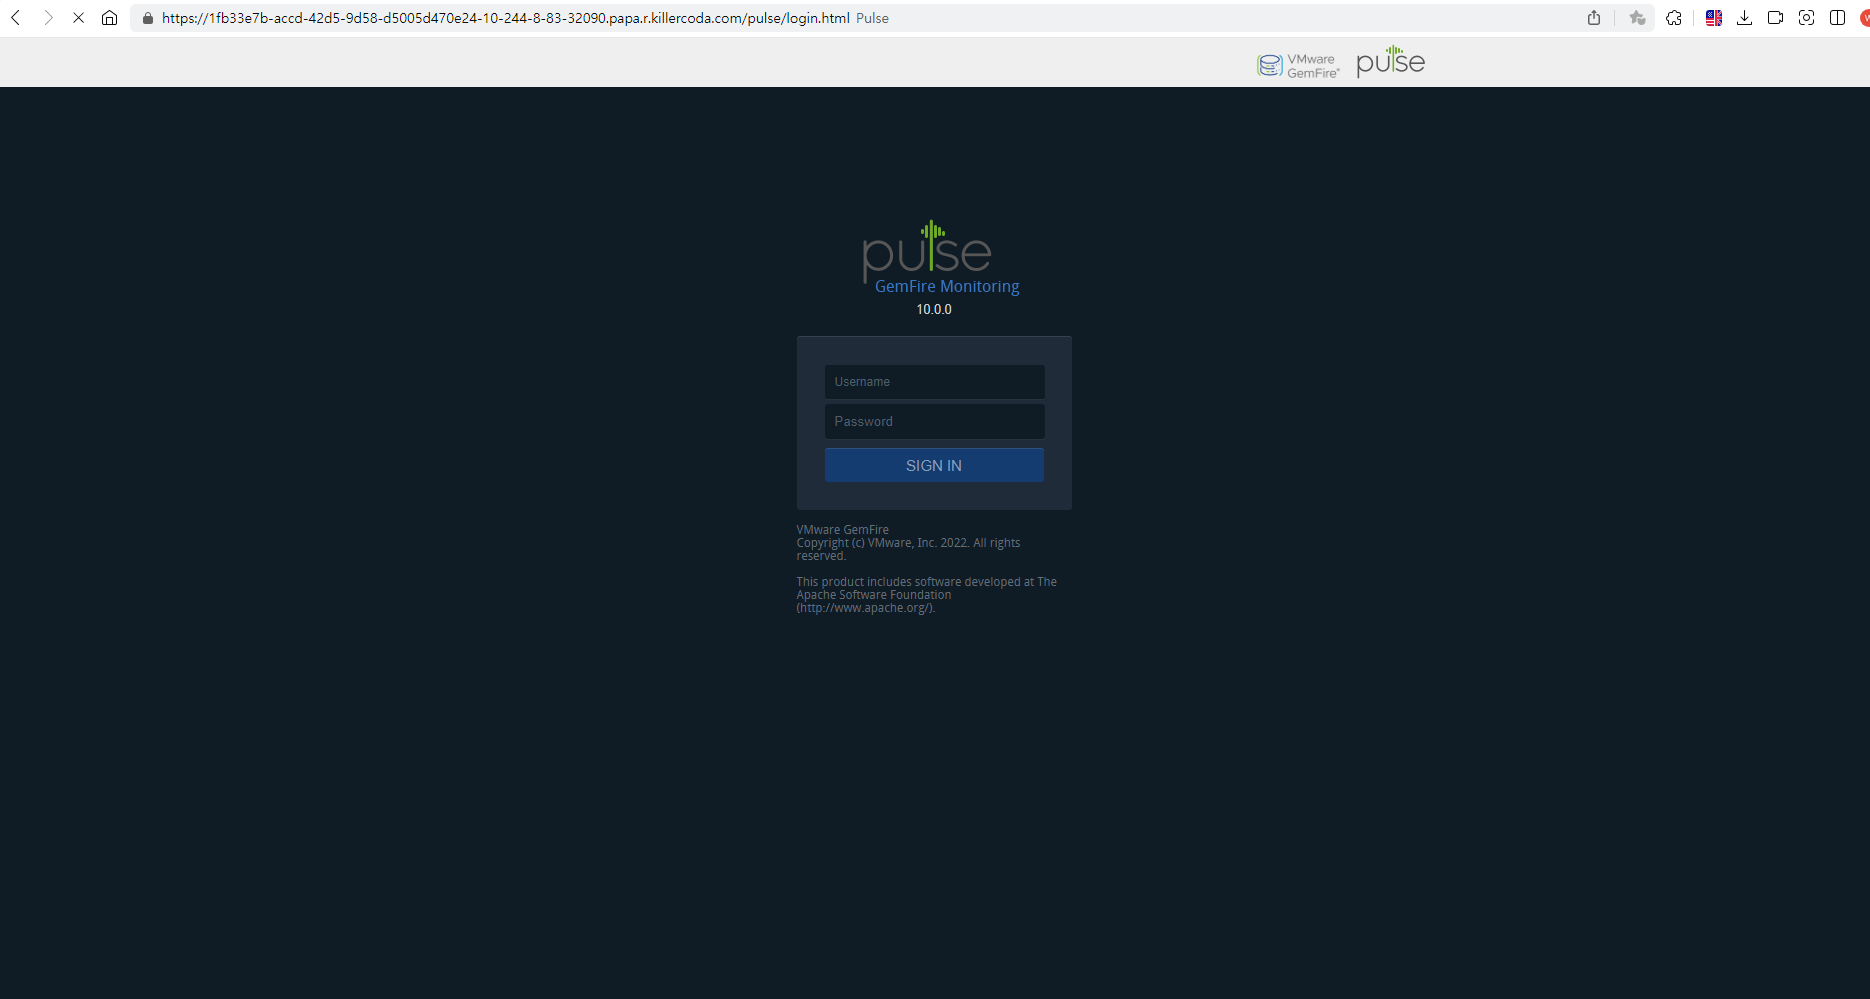 https://1fb33e7b-accd-42d5-9d58-d5005d470e24-10-244-8-83-32090.papa.r.killercoda.com/pulse/login.html Pulse
VMware
GemFire®
pulse
pulse
GemFire Monitoring
10.0.0
Username
Password
SIGN IN
VMware GemFire
Copyright (c) VMware, Inc. 2022. All rights
reserved.
This product includes software developed at The
Apache Software Foundation
(http://www.apache.org/).